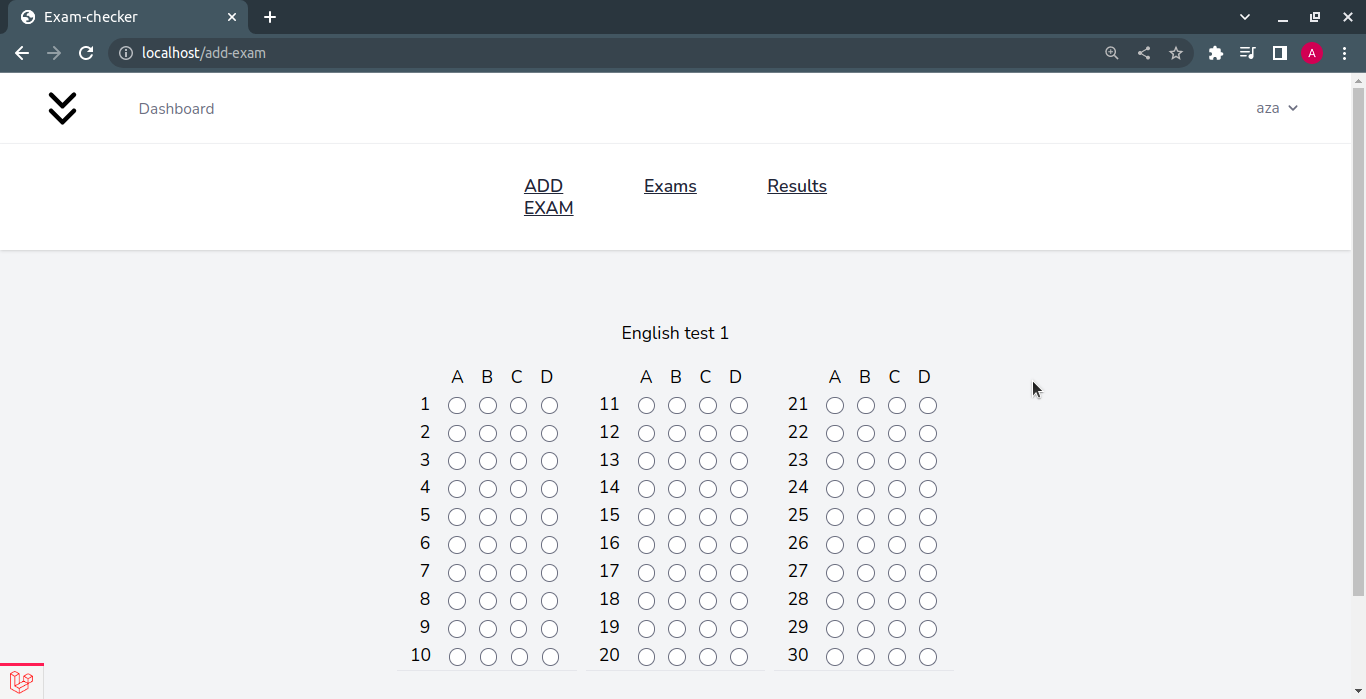 Exam-checker
localhost/add-exam
A
Dashboard
aza
ADD
EXAM
Exams
Results
English test 1
A B C D A B C D A B C D
1 11 21
2 12 22
3 13 23
4 14 24
5 15 25
6 16 26
7 17 27
8 18 28
9 19 29
10 20 30